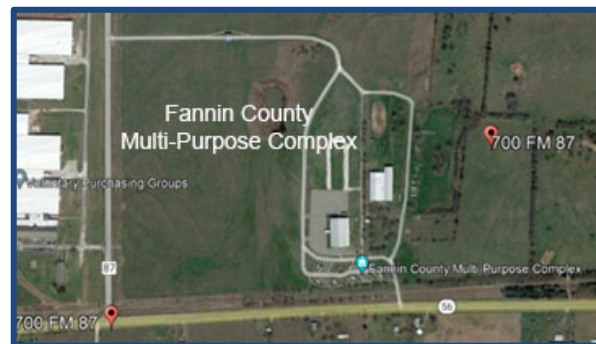 Fannin County
Multi-Purpose Complex
700 FM 87
Voluntary Purchasing Groups
87
Fannin County Multi-Purpose Complex
56
700 FM 87